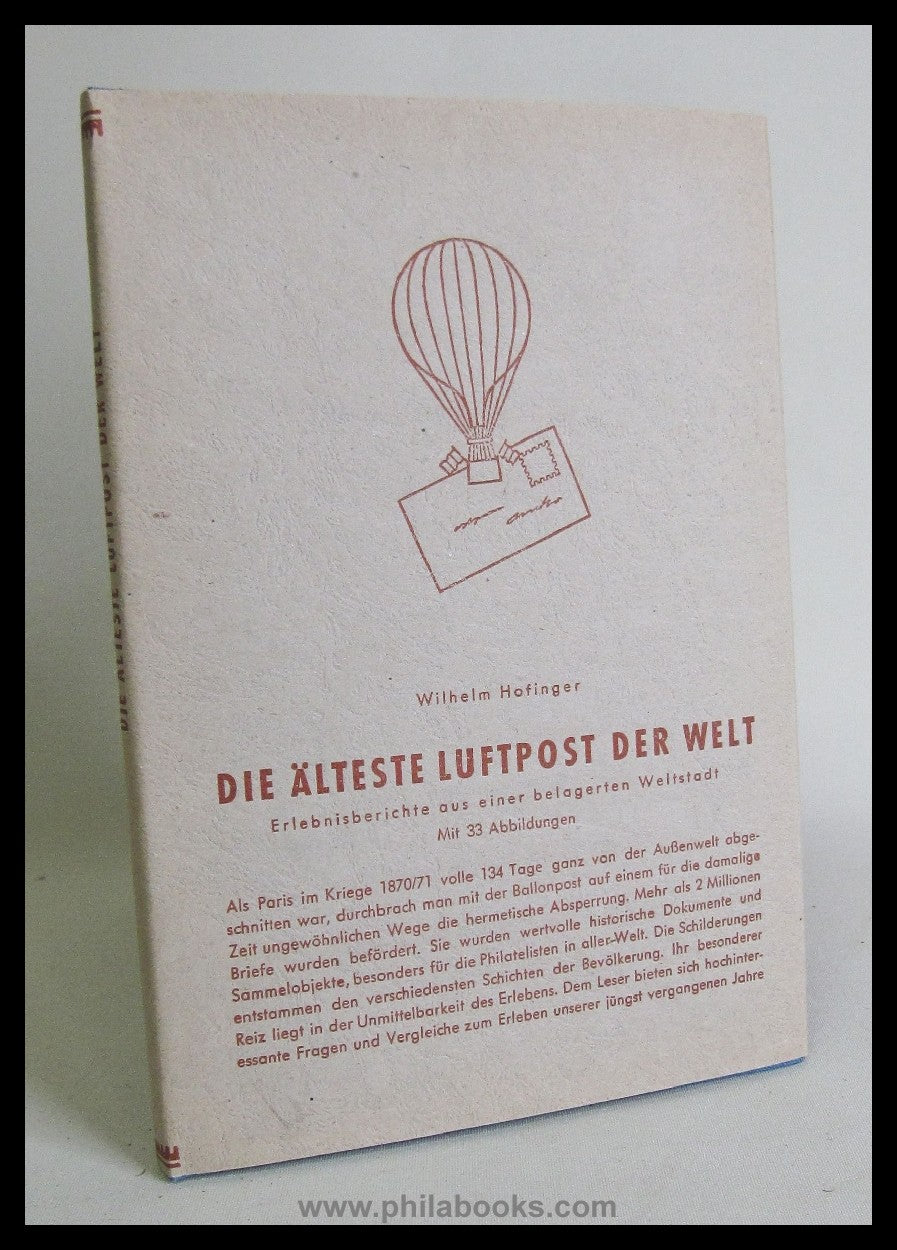 DIE ÄLTESTE LUFTPOST DER WELT
Wilhelm Hofinger
DIE ÄLTESTE LUFTPOST DER WELT
Erlebnisberichte aus einer belagerten Weltstadt
Mit 33 Abbildungen
Als Paris im Kriege 1870/71 volle 134 Tage ganz von der Außenwelt abge-
schnitten war, durchbrach man mit der Ballonpost auf einem für die damalige
Zeit ungewöhnlichen Wege die hermetische Absperrung. Mehr als 2 Millionen
Briefe wurden befördert. Sie wurden wertvolle historische Dokumente und
Sammelobjekte, besonders für die Philatelisten in aller Welt. Die Schilderungen
entstammen den verschiedensten Schichten der Bevölkerung. Ihr besonderer
Reiz liegt in der Unmittelbarkeit des Erlebens. Dem Leser bieten sich hochinter-
essante Fragen und Vergleiche zum Erleben unserer jüngst vergangenen Jahre
www.philabooks.com